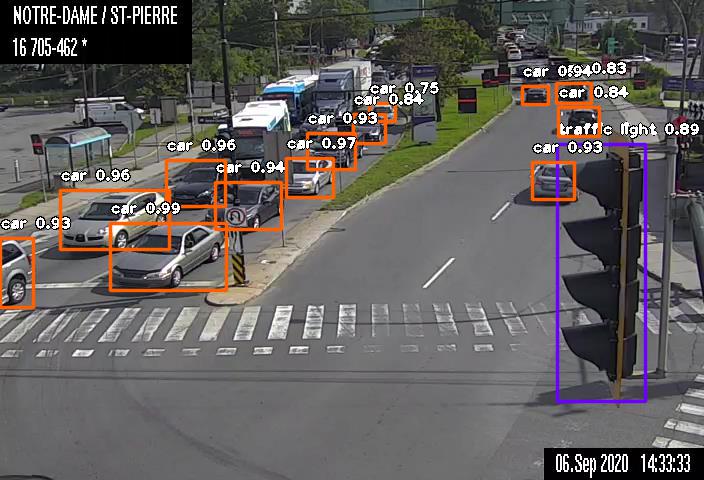 NOTRE-DAME / ST-PIERRE
16 705-462 *
car 0.94
0.83
car 0.75
car 0.84
car 0.84
car 0.93
traffic light 0.89
car 0.97
car 0.93
car 0.96
car 0.94
car 0.96
car 0.99
car 0.93
06.Sep 2020 14:33:33